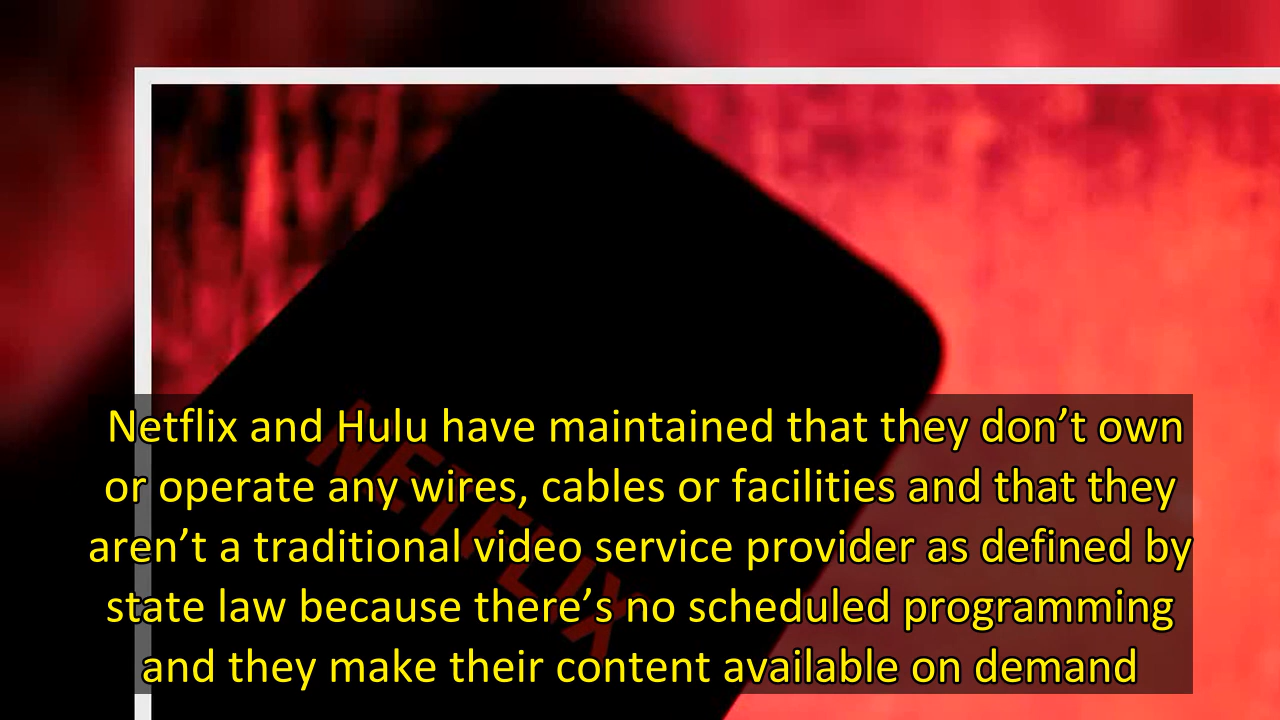 Netflix and Hulu have maintained that they don’t own
or operate any wires, cables or facilities and that they
aren’t a traditional video service provider as defined by
state law because there’s no scheduled programming
and they make their content available on demand
NETFLIX